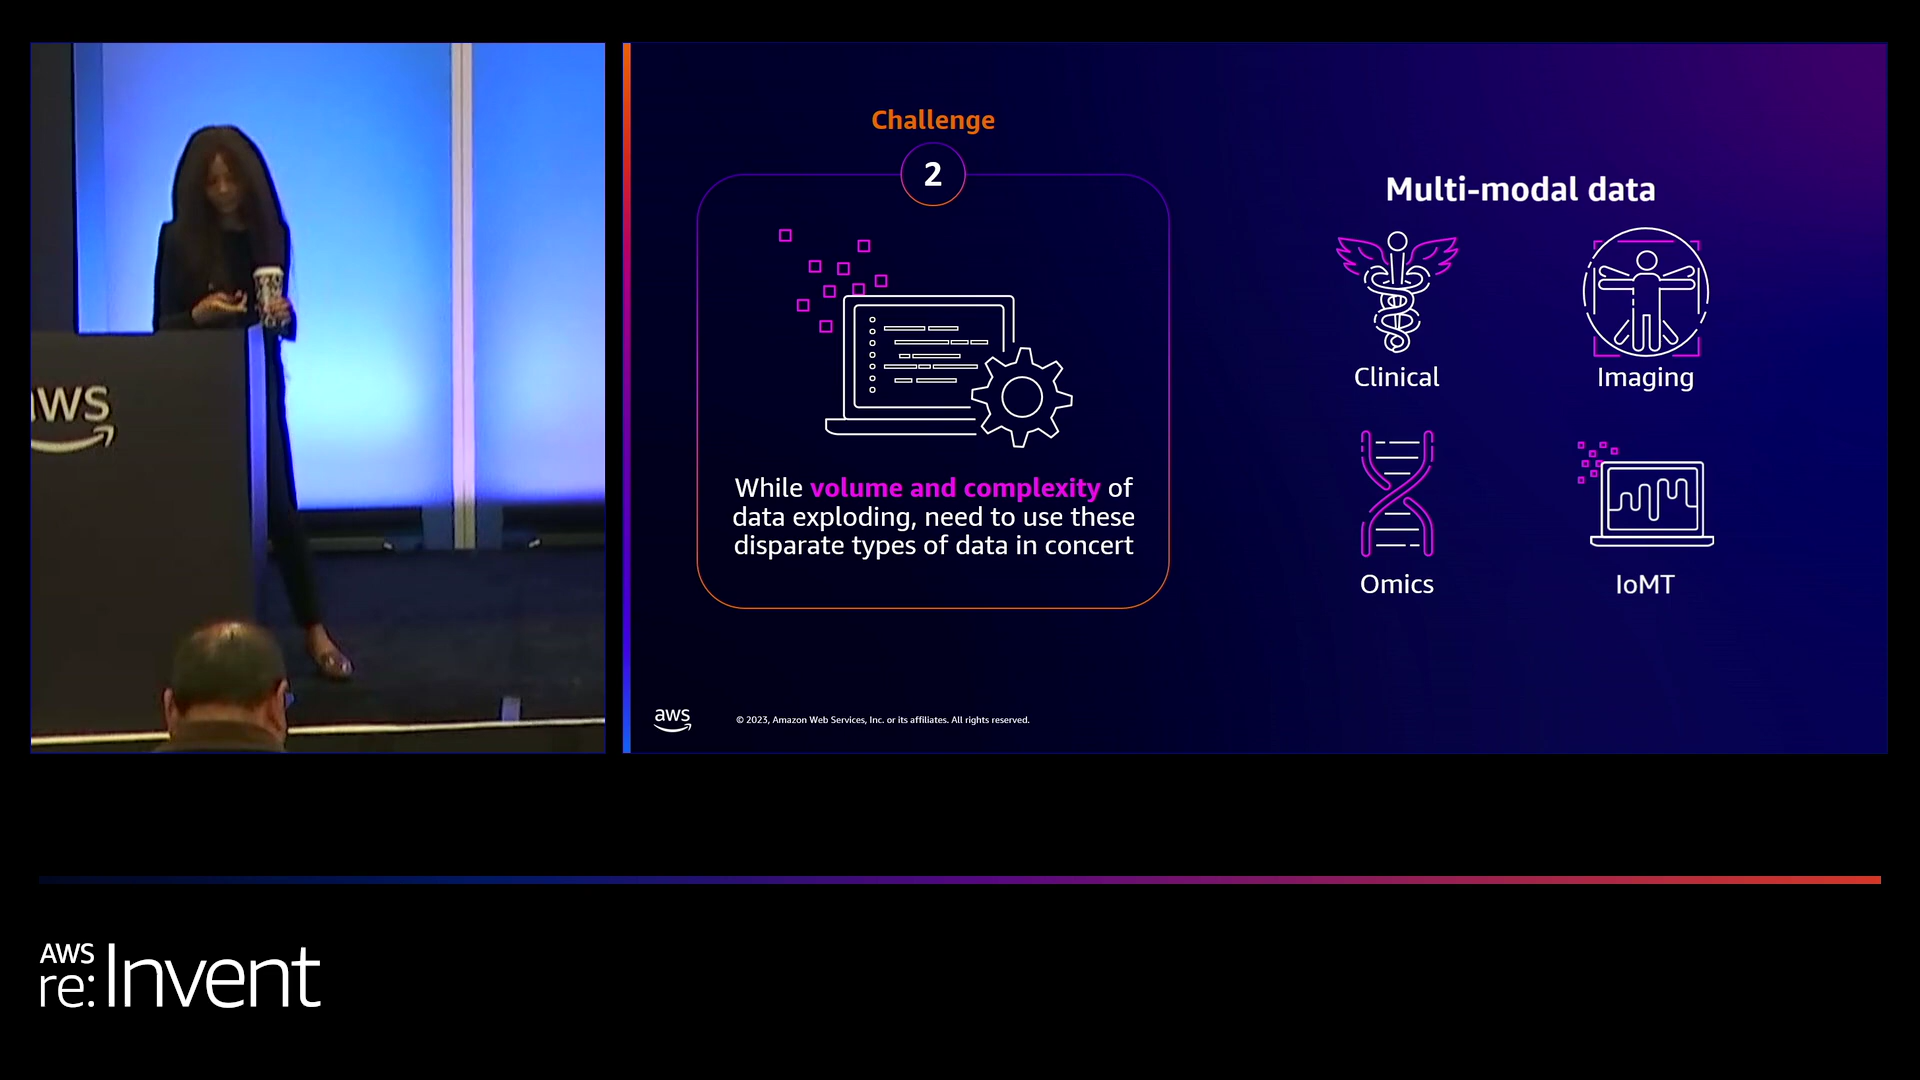 aws
Challenge
2
While volume and complexity of
data exploding, need to use these
disparate types of data in concert
Multi-modal data
Clinical
Imaging
Omics
IoMT
aws
© 2023, Amazon Web Services, Inc. or its affiliates. All rights reserved.
AWS
re:Invent